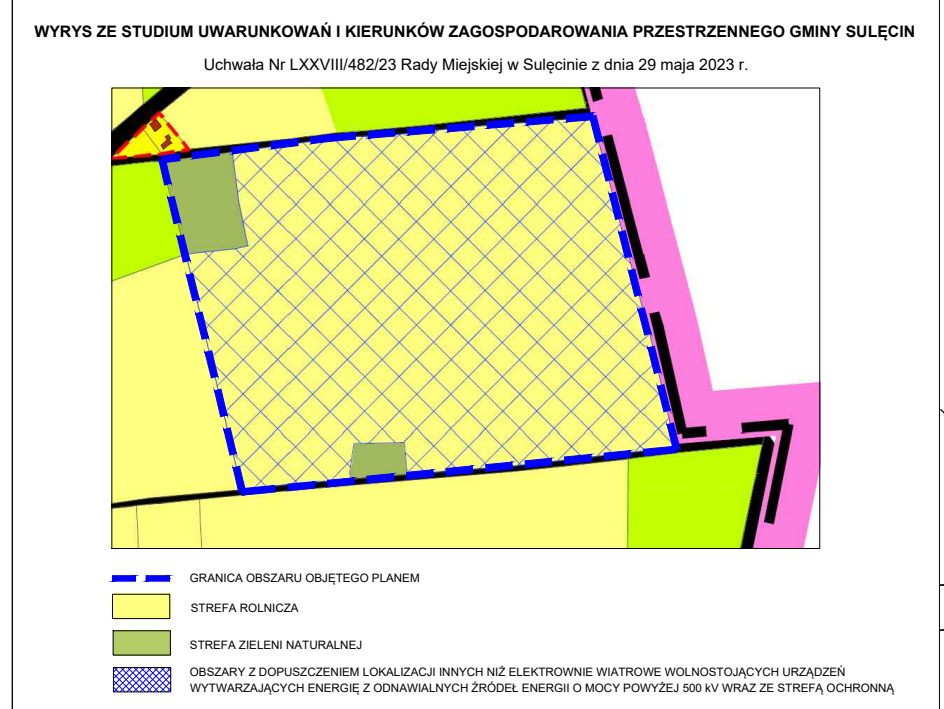 WYRYS ZE STUDIUM UWARUNKOWAŃ I KIERUNKÓW ZAGOSPODAROWANIA PRZESTRZENNEGO GMINY SULĘCIN
Uchwała Nr LXXVIII/482/23 Rady Miejskiej w Sulęcinie z dnia 29 maja 2023 r.
GRANICA OBSZARU OBJĘTEGO PLANEM
STREFA ROLNICZA
STREFA ZIELENI NATURALNEJ
OBSZARY Z DOPUSZCZENIEM LOKALIZACJI INNYCH NIŻ ELEKTROWNIE WIATROWE WOLNOSTOJĄCYCH URZĄDZEŃ
WYTWARZAJĄCYCH ENERGIĘ Z ODNAWIALNYCH ŹRÓDEŁ ENERGII O MOCY POWYŻEJ 500 kV WRAZ ZE STREFĄ OCHRONNĄ